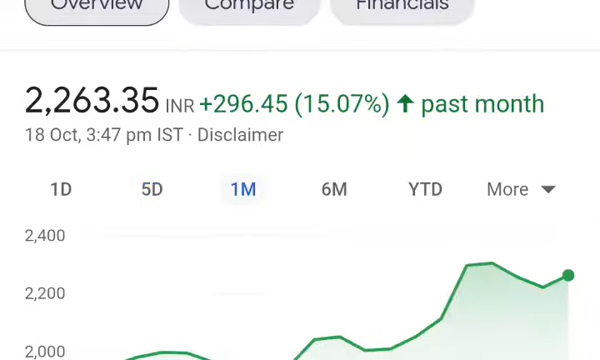 Overview Compare Financials
2,263.35 INR +296.45 (15.07%) ↑ past month
18 Oct, 3:47 pm IST · Disclaimer
1D 5D 1M 6M YTD More
2,400
2,200
2,000